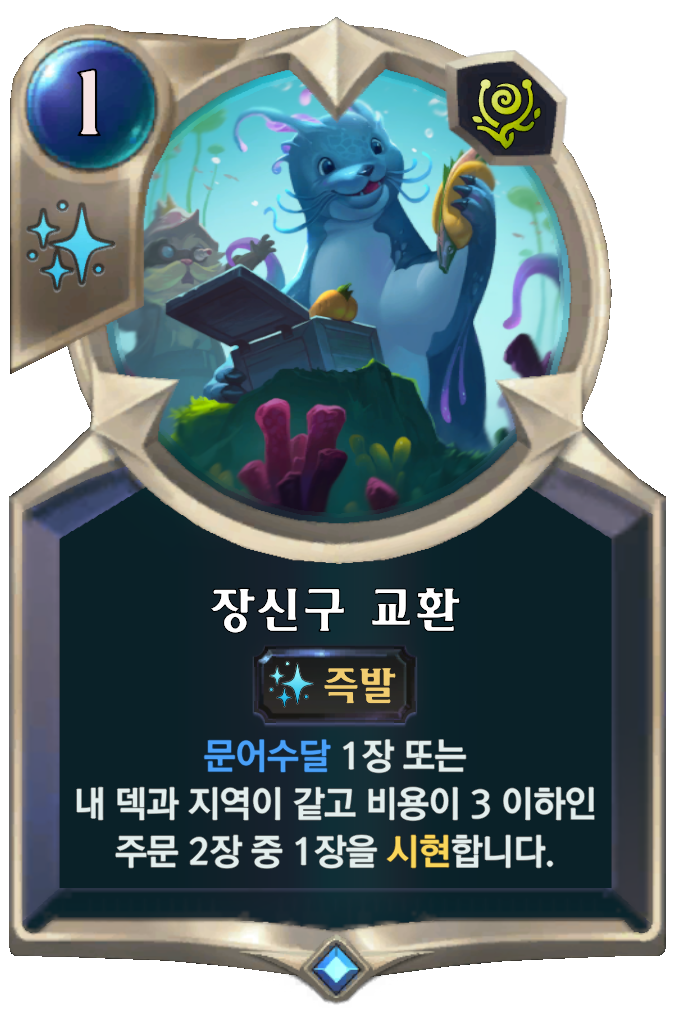 1
장신구 교환
즉발
문어수달 1장 또는
내 덱과 지역이 같고 비용이 3 이하인
주문 2장 중 1장을 시현합니다.